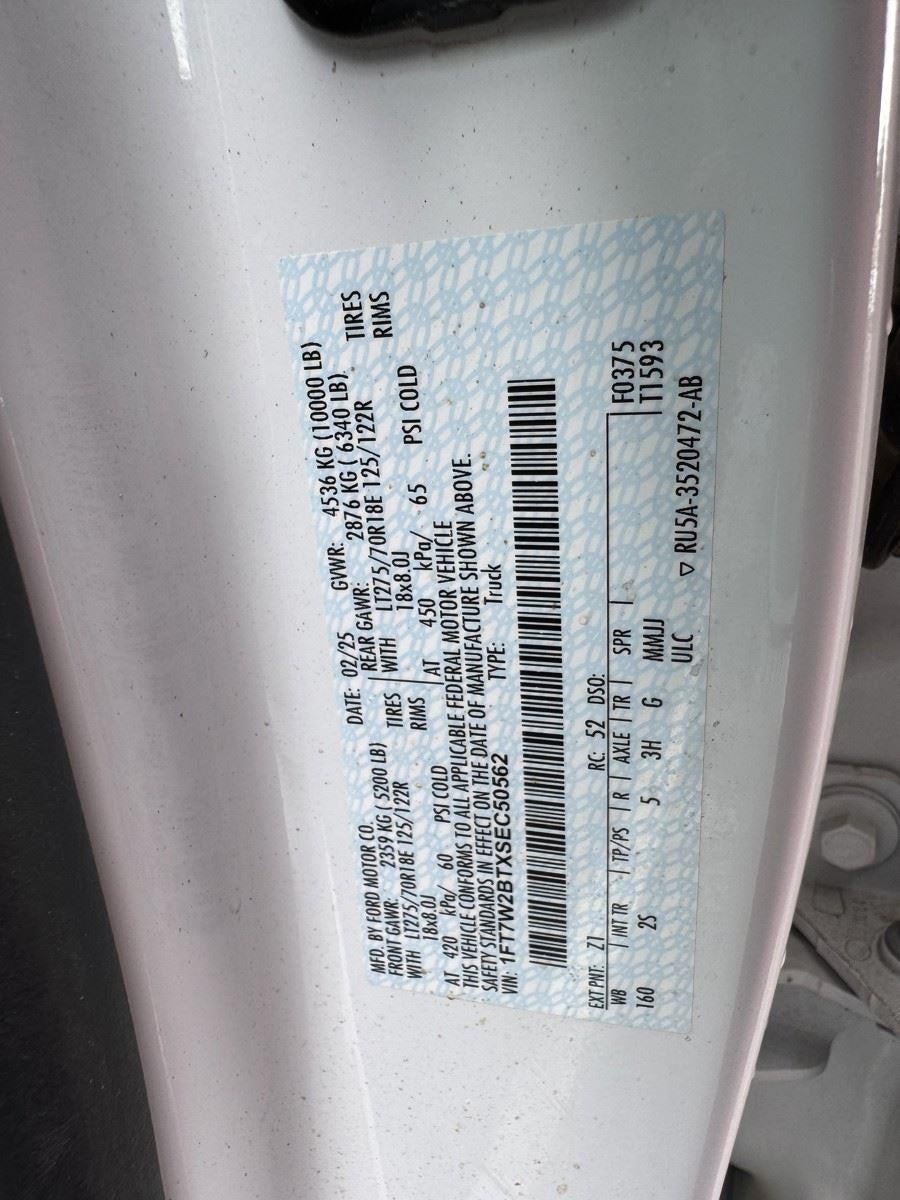 MFD. BY FORD MOTOR CO. DATE: 02/25 GVWR: 4536 KG (10000 LB)
FRONT GAWR: 2359 KG ( 5200 LB) REAR GAWR: 2876 KG ( 6340 LB)
WITH LT275/70R18E 125/122R TIRES WITH LT275/70R18E 125/122R TIRES
18x8.0J RIMS 18x8.0J RIMS
AT 420 kPa/ 60 PSI COLD AT 450 kPa/ 65 PSI COLD
THIS VEHICLE CONFORMS TO ALL APPLICABLE FEDERAL MOTOR VEHICLE
SAFETY STANDARDS IN EFFECT ON THE DATE OF MANUFACTURE SHOWN ABOVE.
VIN: 1FT7W2BTXSEC50562 TYPE: Truck
EXT PNT: Z1 RC: 52 DSO:
WB INT TR TP/PS R AXLE TR SPR F0375
160 2S 5 3H G MMJJ T1593
ULC
▽ RU5A-3520472-AB